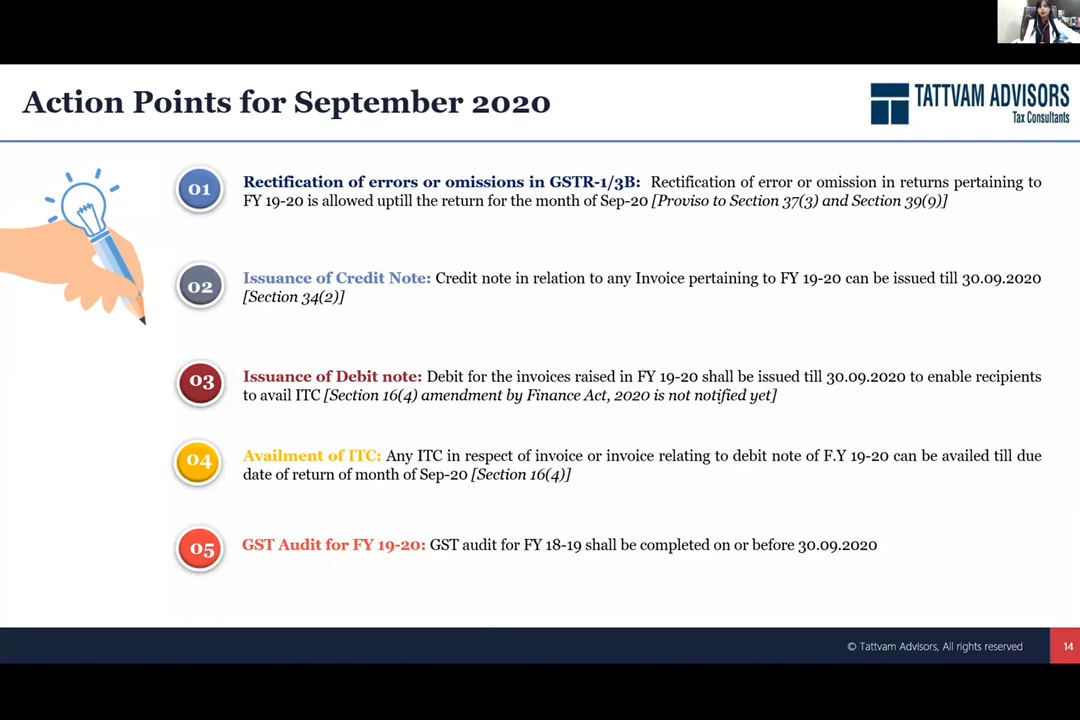 Action Points for September 2020
TATTVAM ADVISORS
Tax Consultants
01
Rectification of errors or omissions in GSTR-1/3B: Rectification of error or omission in returns pertaining to
FY 19-20 is allowed uptill the return for the month of Sep-20 [Proviso to Section 37(3) and Section 39(9)]
02
Issuance of Credit Note: Credit note in relation to any Invoice pertaining to FY 19-20 can be issued till 30.09.2020
[Section 34(2)]
03
Issuance of Debit note: Debit for the invoices raised in FY 19-20 shall be issued till 30.09.2020 to enable recipients
to avail ITC [Section 16(4) amendment by Finance Act, 2020 is not notified yet]
04
Availment of ITC: Any ITC in respect of invoice or invoice relating to debit note of F.Y 19-20 can be availed till due
date of return of month of Sep-20 [Section 16(4)]
05
GST Audit for FY 19-20: GST audit for FY 18-19 shall be completed on or before 30.09.2020
© Tattvam Advisors, All rights reserved
14